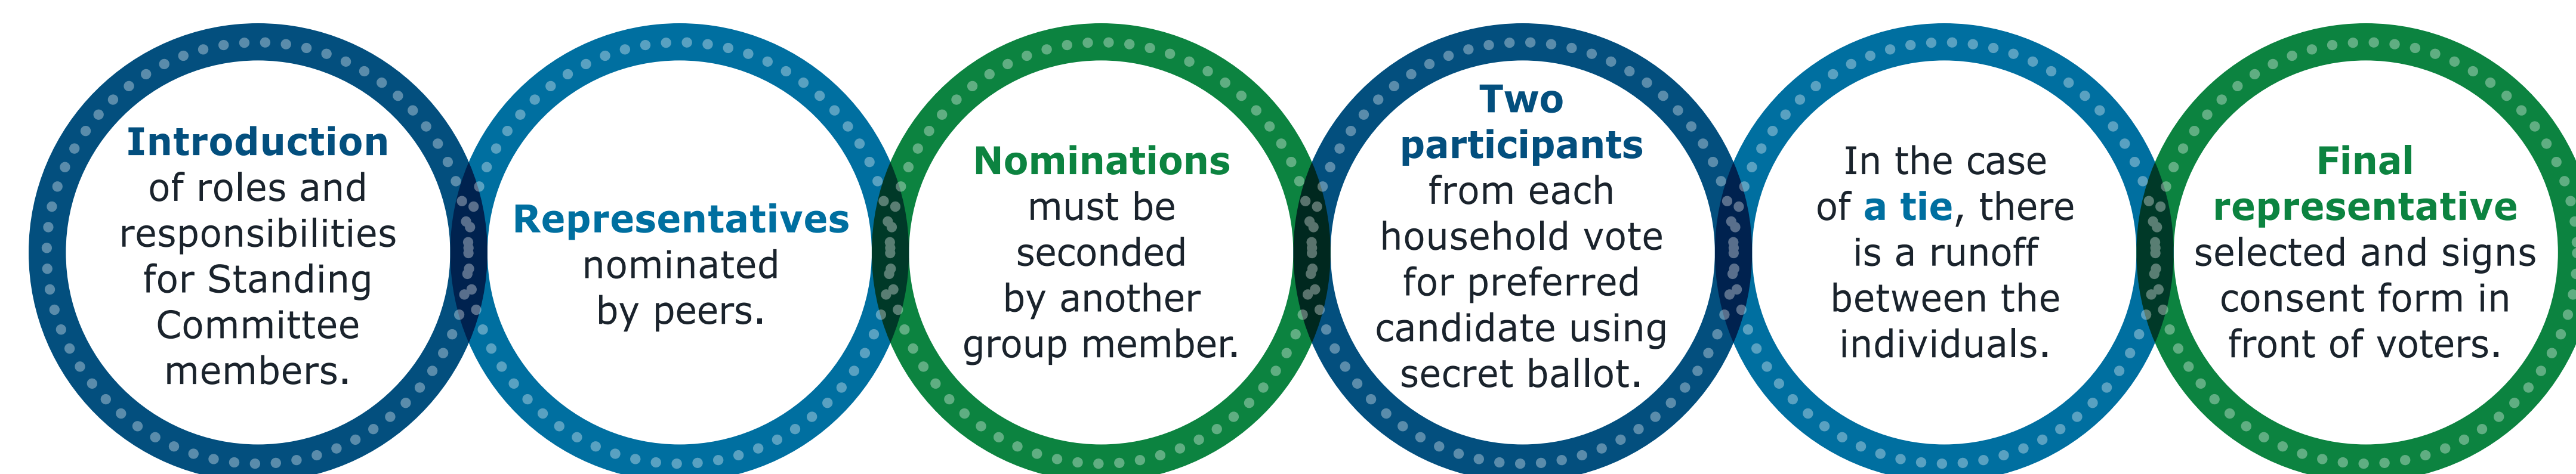 Introduction
of roles and
responsibilities
for Standing
Committee
members.
Representatives
nominated
by peers.
Nominations
must be
seconded
by another
group member.
Two
participants
from each
household vote
for preferred
candidate using
secret ballot.
In the case
of a tie, there
is a runoff
between the
individuals.
Final
representative
selected and signs
consent form in
front of voters.